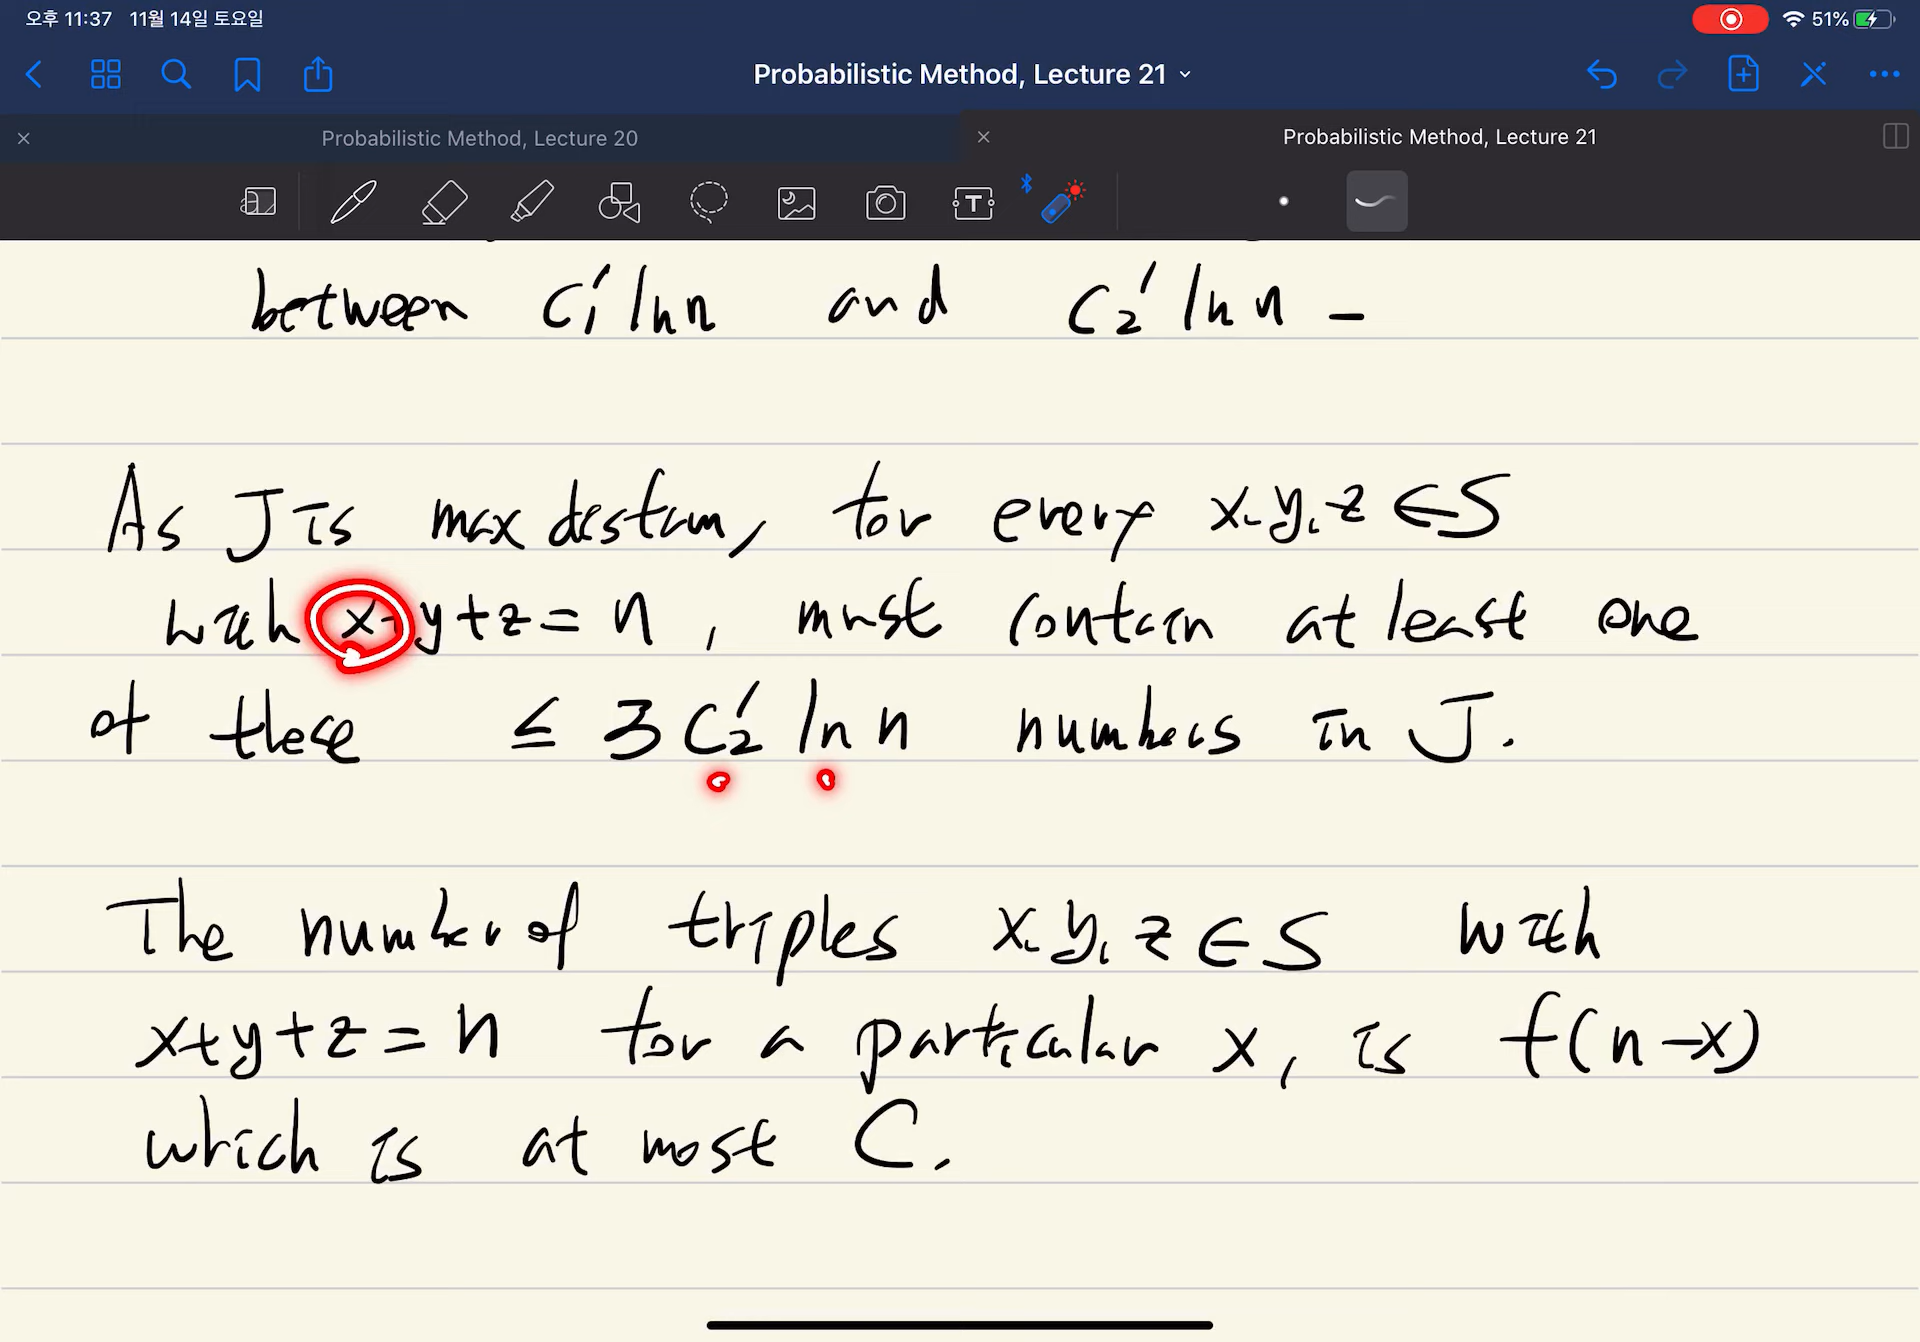 오후 11:37 11월 14일 토요일
51%
Probabilistic Method, Lecture 21
Probabilistic Method, Lecture 20
Probabilistic Method, Lecture 21
between C₁′ ln n and C₂′ ln n –
As J is max disfam, for every x, y, z ∈ S
with x+y+z = n, must contain at least one
of these ≤ 3 C₂′ ln n numbers in J.
The number of triples x, y, z ∈ S with
x+y+z = n for a particular x, is f(n-x)
which is at most C.